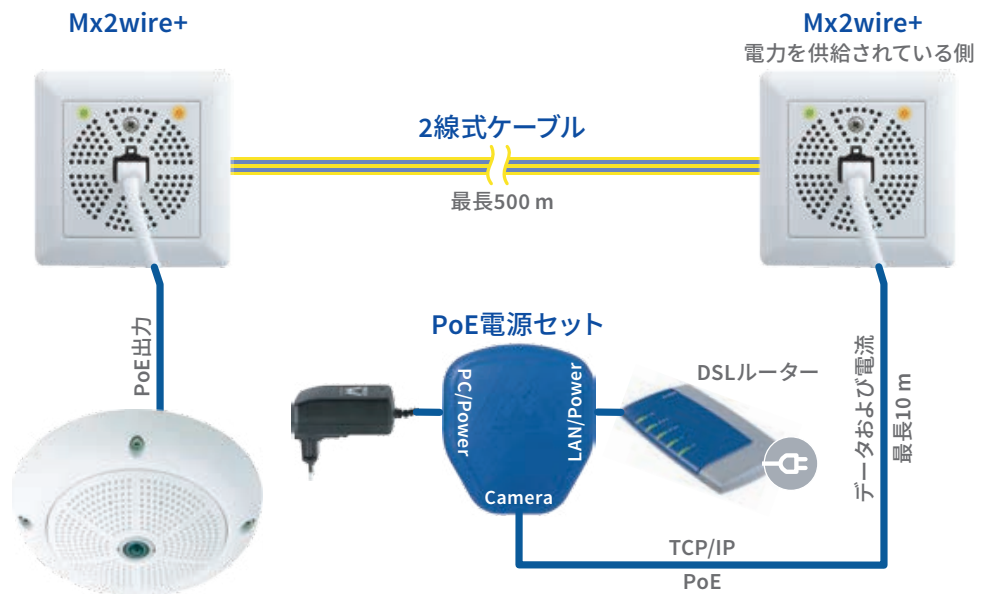 Mx2wire+
Mx2wire+
電力を供給されている側
2線式ケーブル
最長500 m
PoE出力
PoE電源セット
PC/Power
LAN/Power
Camera
DSLルーター
データおよび電流
最長10 m
TCP/IP
PoE